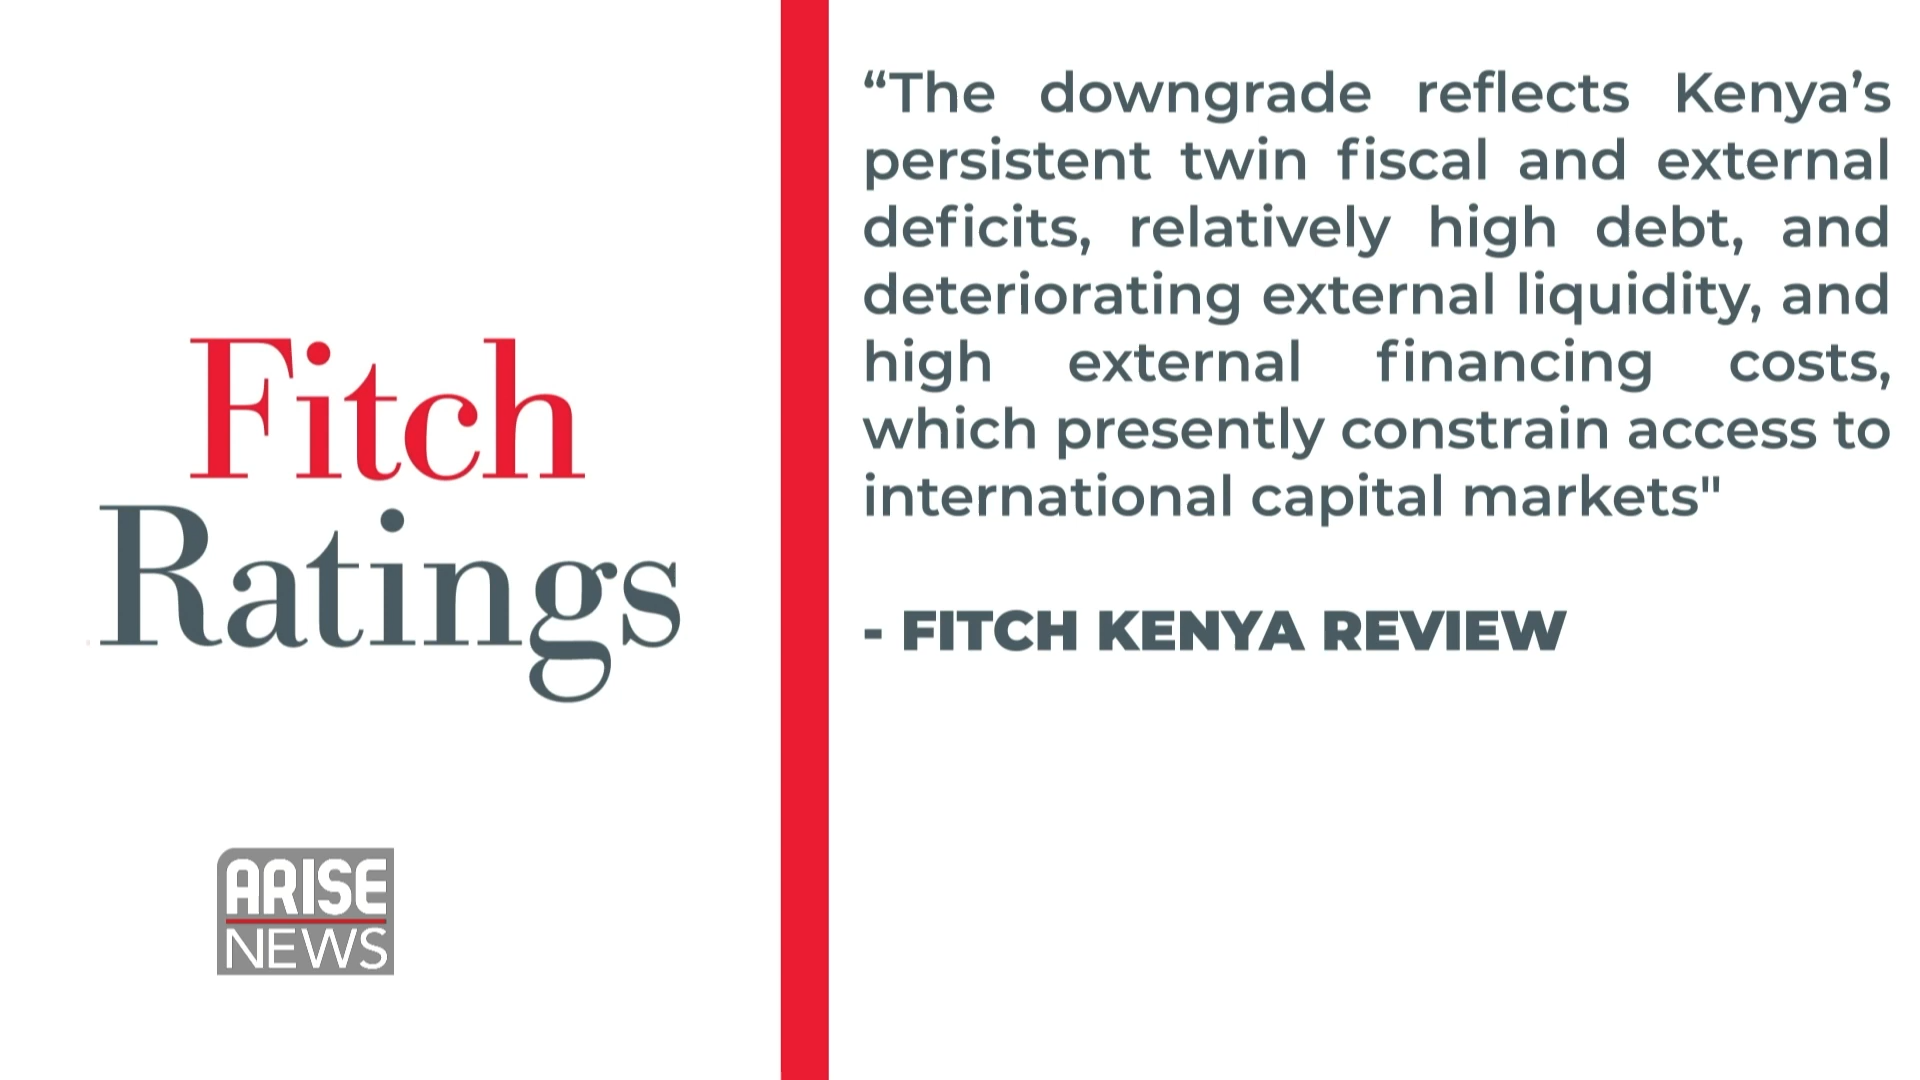 Fitch
Ratings
ARISE
NEWS
“The downgrade reflects Kenya’s
persistent twin fiscal and external
deficits, relatively high debt, and
deteriorating external liquidity, and
high external financing costs,
which presently constrain access to
international capital markets"
- FITCH KENYA REVIEW